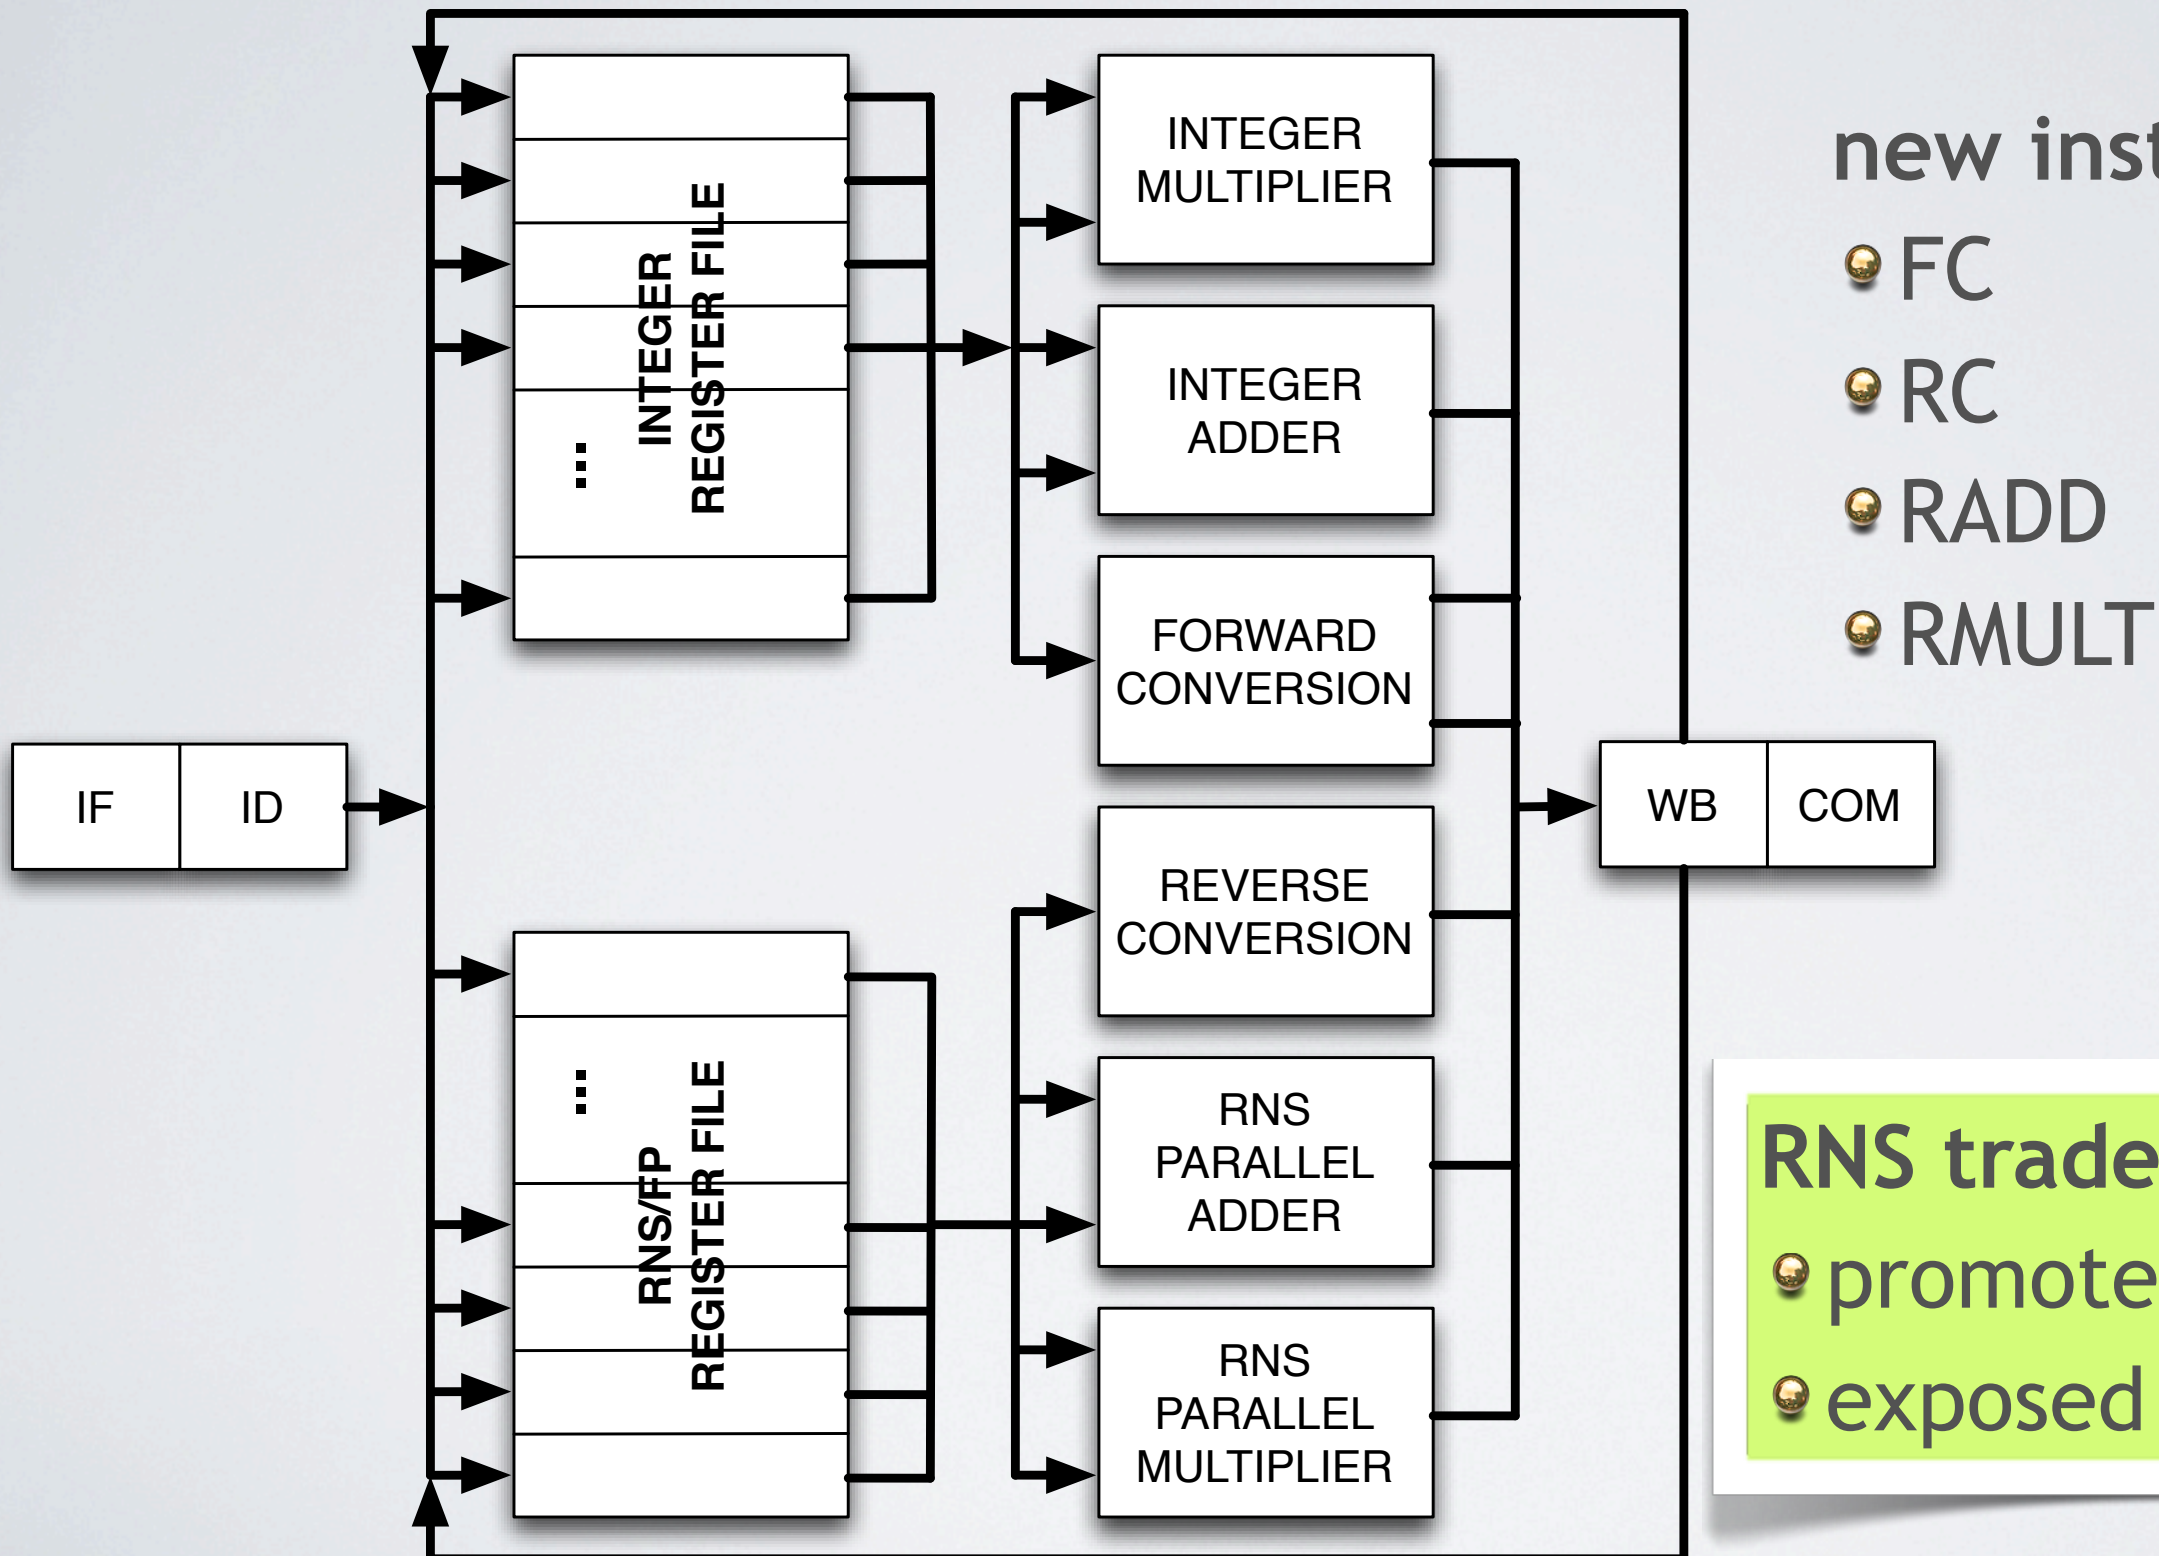 INTEGER
REGISTER FILE
...
INTEGER
MULTIPLIER
INTEGER
ADDER
FORWARD
CONVERSION
IF
ID
REVERSE
CONVERSION
WB
COM
RNS/FP
REGISTER FILE
...
RNS
PARALLEL
ADDER
RNS
PARALLEL
MULTIPLIER
new inst
FC
RC
RADD
RMULT
RNS trade
promote
exposed